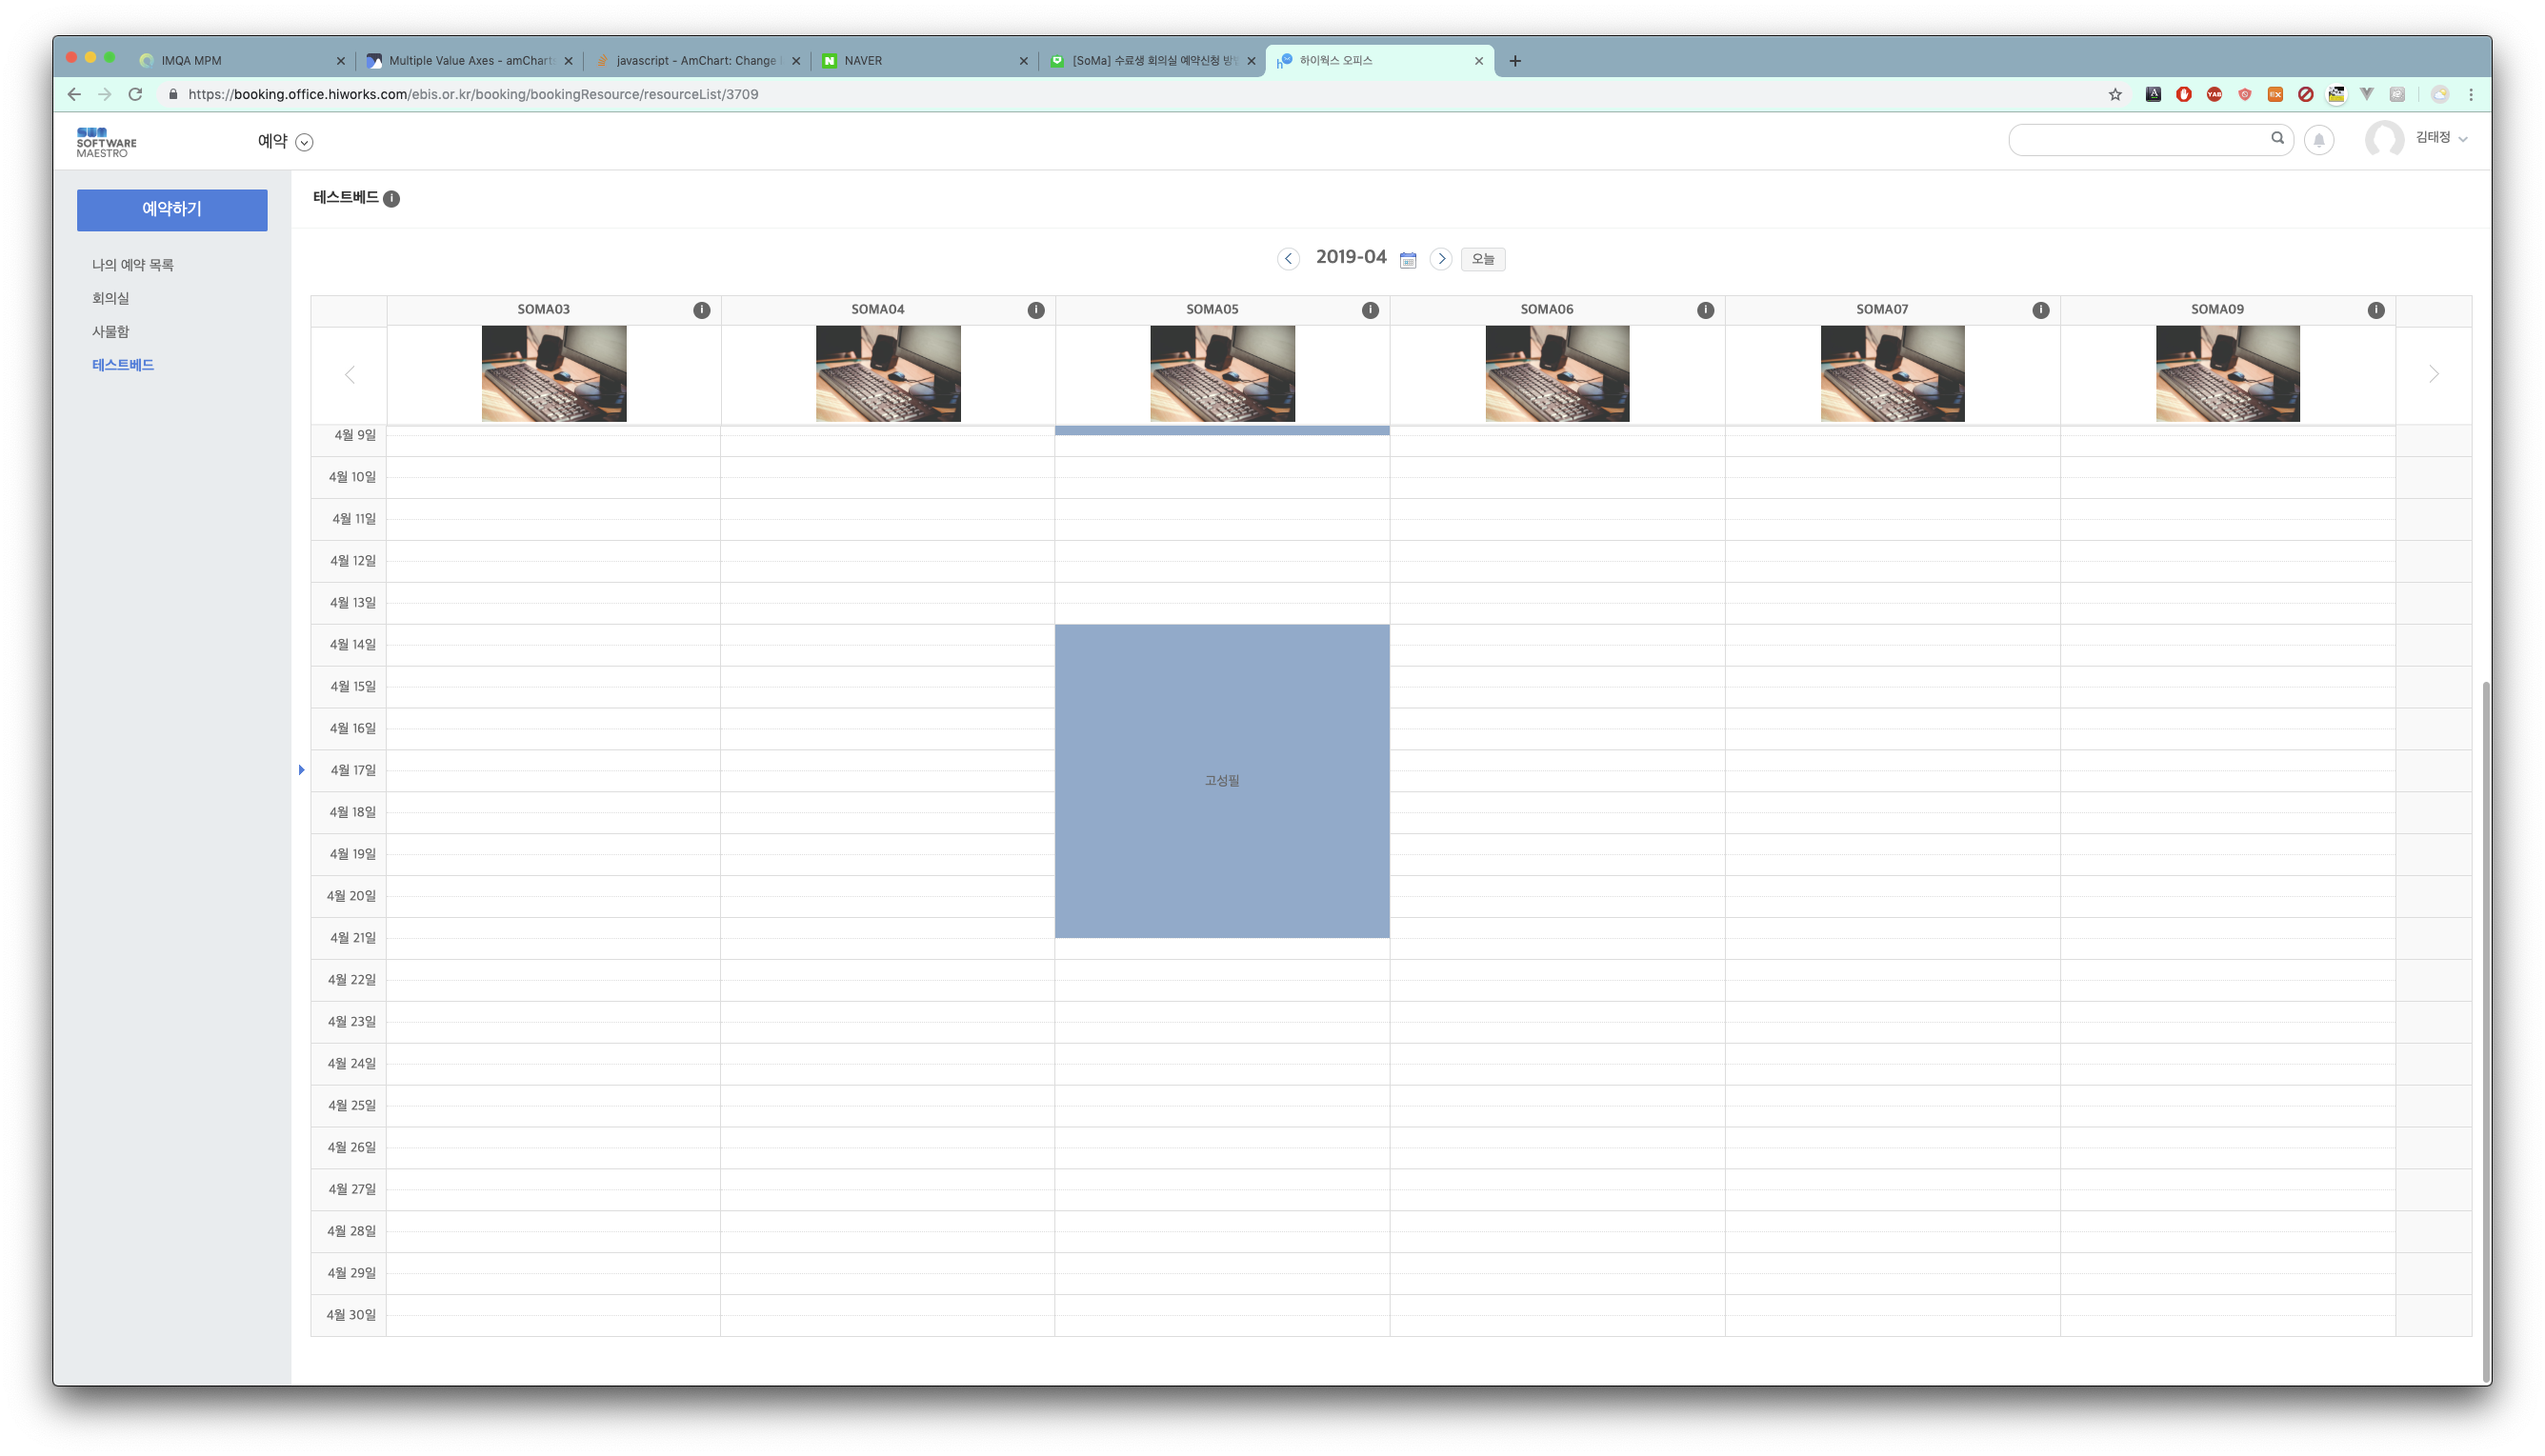 IMQA MPM
Multiple Value Axes - amChart
javascript - AmChart: Change
NAVER
[SoMa] 수료생 회의실 예약신청 방
하이웍스 오피스
https://booking.office.hiworks.com/ebis.or.kr/booking/bookingResource/resourceList/3709
SOFTWARE
MAESTRO
예약
김태정
예약하기
나의 예약 목록
회의실
사물함
테스트베드
테스트베드
2019-04
오늘
SOMA03 SOMA04 SOMA05 SOMA06 SOMA07 SOMA09
4월 9일
4월 10일
4월 11일
4월 12일
4월 13일
4월 14일
4월 15일
4월 16일
4월 17일
고성필
4월 18일
4월 19일
4월 20일
4월 21일
4월 22일
4월 23일
4월 24일
4월 25일
4월 26일
4월 27일
4월 28일
4월 29일
4월 30일